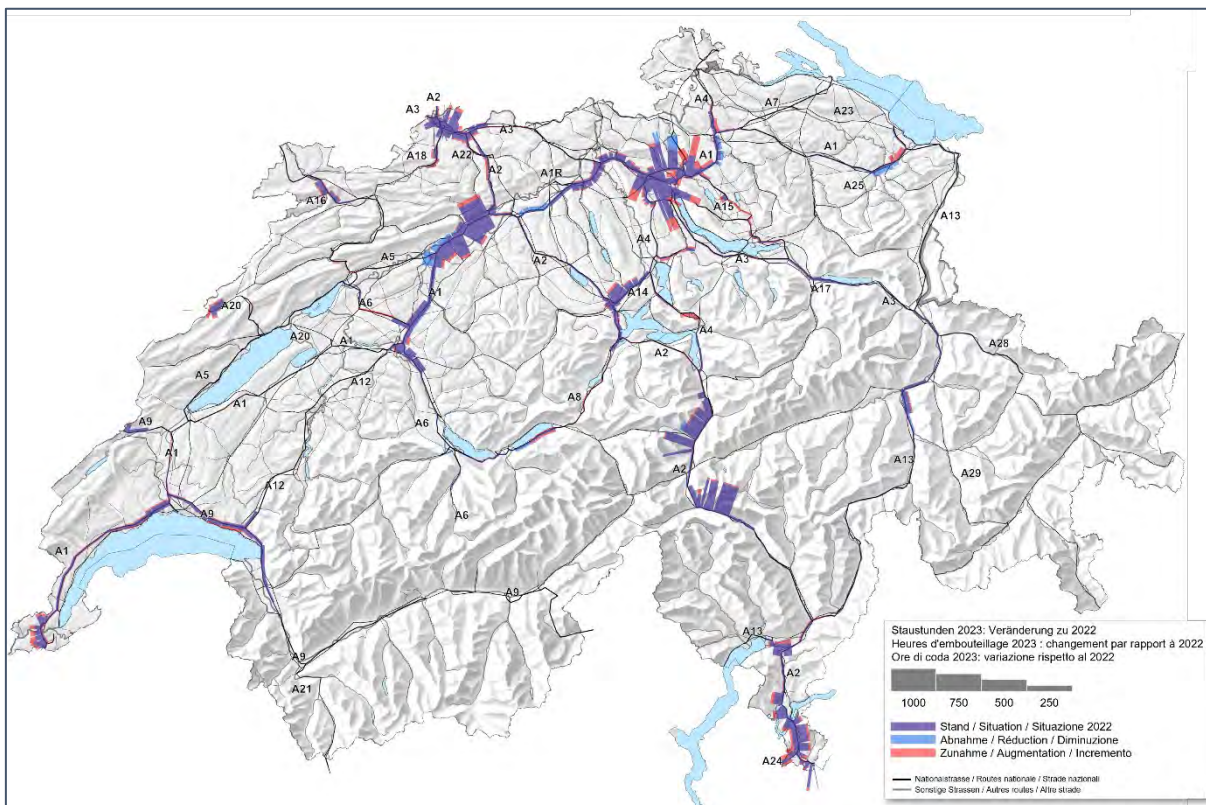 A2
A3
A4
A7
A3
A23
A22
A1
A1
A18
A2
A1R
A25
A16
A15
A13
A4
A5
A2
A3
A14
A17
A3
A20
A6
A1
A4
A20
A1
A2
A28
A5
A12
A8
A1
A6
A9
A1
A2
A13
A12
A29
A9
A6
A1
A9
A13
A9
A2
A21
A24
Staustunden 2023: Veränderung zu 2022
Heures d'embouteillage 2023 : changement par rapport à 2022
Ore di coda 2023: variazione rispetto al 2022
1000 750 500 250
Stand / Situation / Situazione 2022
Abnahme / Réduction / Diminuzione
Zunahme / Augmentation / Incremento
Nationalstrasse / Routes nationale / Strade nazionali
Sonstige Strassen / Autres routes / Altre strade